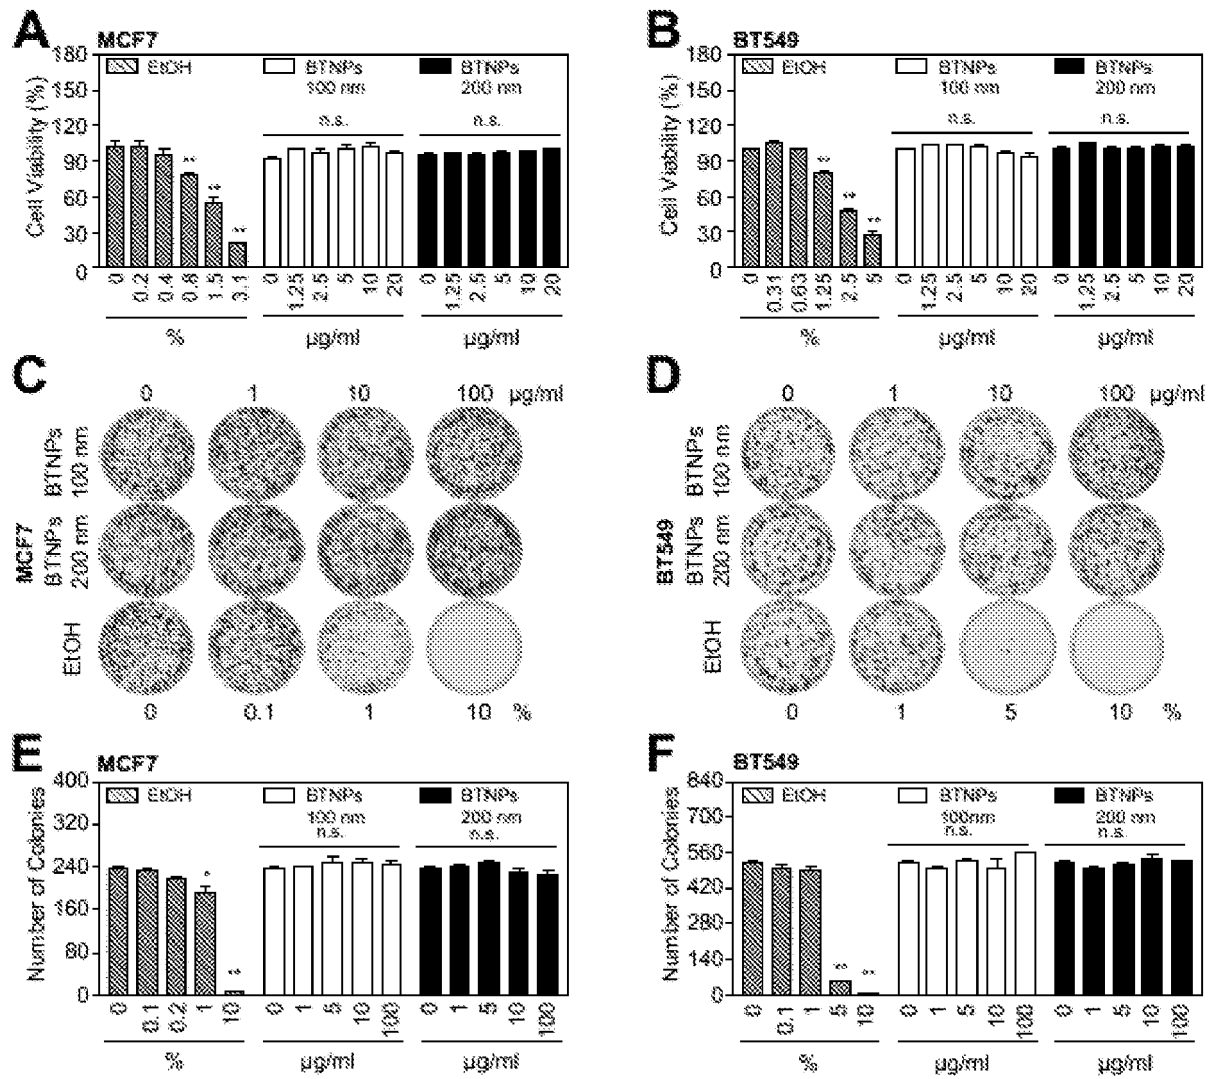 A
MCF7
Cell Viability (%)
180
150
120
90
60
30
0
EtOH
BTNPs
100 nm
BTNPs
200 nm
n.s.
n.s.
**
**
**
0 0.2 0.4 0.8 1.5 3.1
0 1.25 2.5 5 10 20
0 1.25 2.5 5 10 20
% µg/ml µg/ml
B
BT549
Cell Viability (%)
180
150
120
90
60
30
0
EtOH
BTNPs
100 nm
BTNPs
200 nm
n.s.
n.s.
*
**
**
0 0.31 0.63 1.25 2.5 5
0 1.25 2.5 5 10 20
0 1.25 2.5 5 10 20
% µg/ml µg/ml
C
0 1 10 100 µg/ml
MCF7
BTNPs
100 nm
BTNPs
200 nm
EtOH
0 0.1 1 10 %
D
0 1 10 100 µg/ml
BT549
BTNPs
100 nm
BTNPs
200 nm
EtOH
0 1 5 10 %
E
MCF7
Number of Colonies
400
320
240
160
80
0
EtOH
BTNPs
100 nm
n.s.
BTNPs
200 nm
n.s.
*
**
0 0.1 0.2 1 10
0 1 5 10 100
0 1 5 10 100
% µg/ml µg/ml
F
BT549
Number of Colonies
840
700
560
420
280
140
0
EtOH
BTNPs
100nm
n.s.
BTNPs
200 nm
n.s.
**
**
0 0.1 1 5 10
0 1 5 10 100
0 1 5 10 100
% µg/ml µg/ml